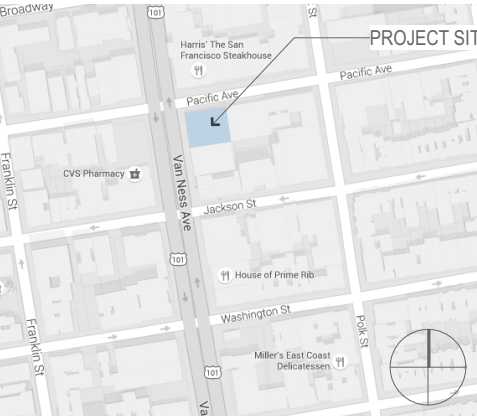 Broadway
101
St
Harris' The San
Francisco Steakhouse
PROJECT SIT
Pacific Ave
Pacific Ave
Franklin St
CVS Pharmacy
Van Ness Ave
Jackson St
101
House of Prime Rib
Washington St
Franklin St
Polk St
Miller's East Coast
Delicatessen
101
Va